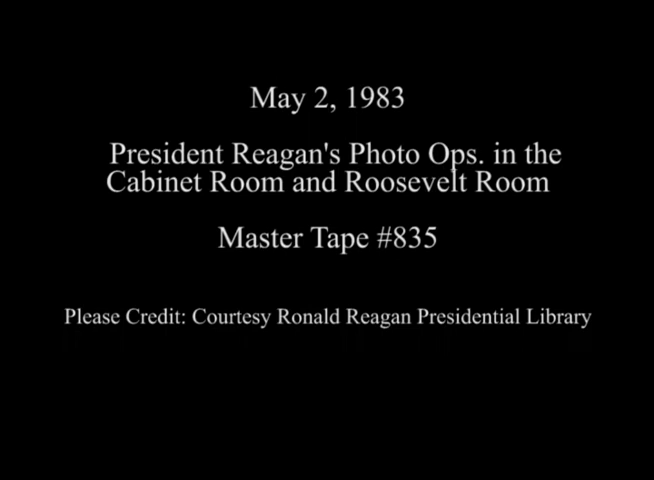 May 2, 1983
President Reagan's Photo Ops. in the
Cabinet Room and Roosevelt Room
Master Tape #835
Please Credit: Courtesy Ronald Reagan Presidential Library